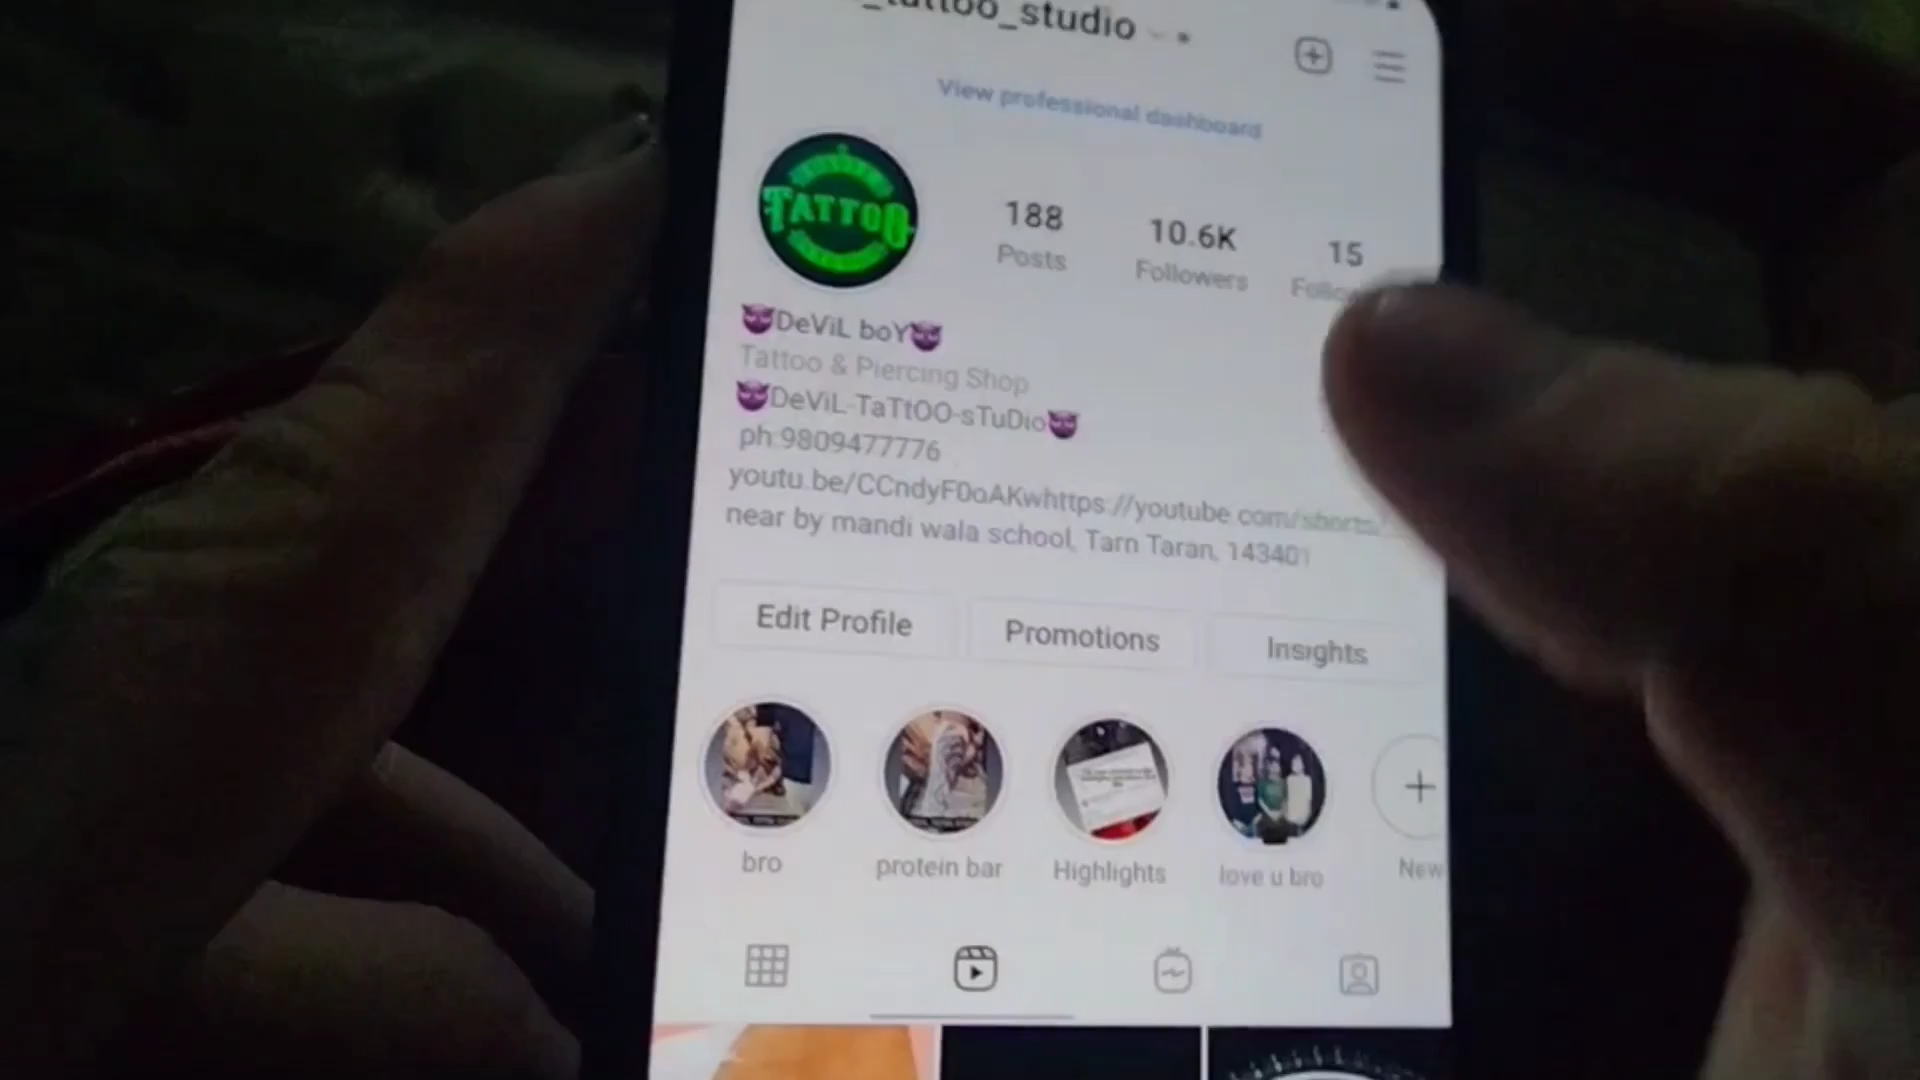 _tattoo_studio
View professional dashboard
TATTOO
188
Posts
10.6K
Followers
15
😈DeViL boY😈
Tattoo & Piercing Shop
😈DeViL-TaTtOO-sTuDio😈
ph:9809477776
youtu.be/CCndyF0oAKwhttps://youtube.com/shorts/
near by mandi wala school, Tarn Taran, 143401
Edit Profile
Promotions
Insights
bro
protein bar
Highlights
love u bro
New